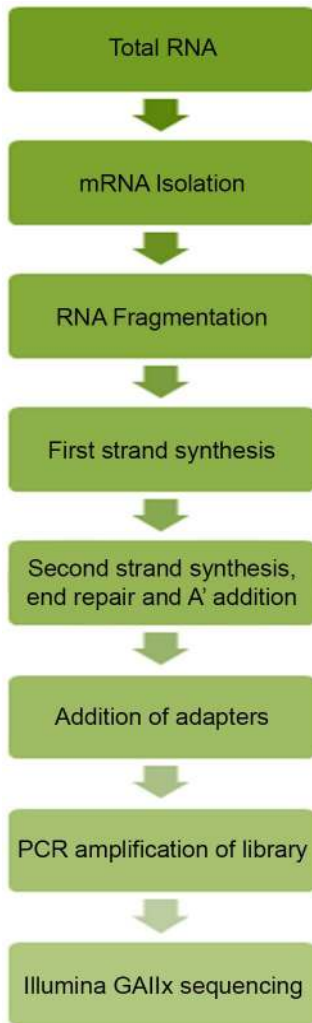 Total RNA
mRNA Isolation
RNA Fragmentation
First strand synthesis
Second strand synthesis,
end repair and A' addition
Addition of adapters
PCR amplification of library
Illumina GAIIx sequencing